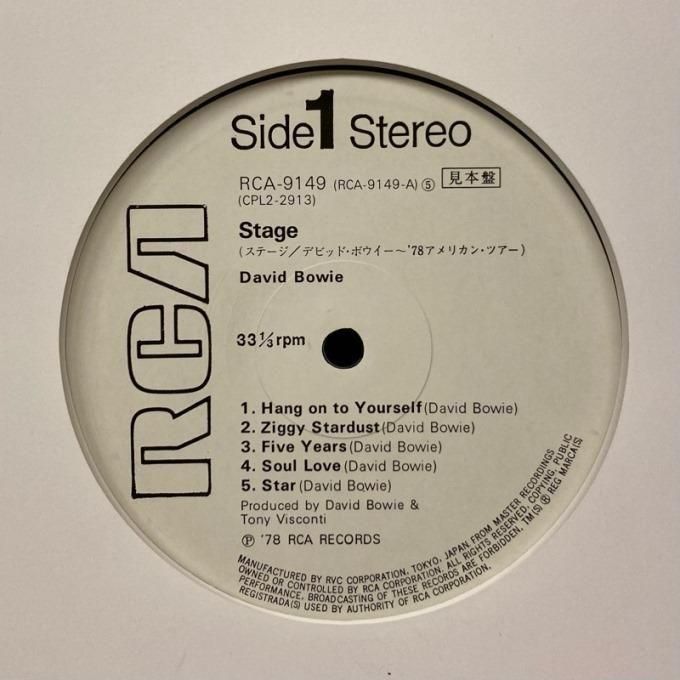 Side 1 Stereo
RCA-9149 (RCA-9149-A) ⑤ 見本盤
(CPL2-2913)
Stage
(ステージ/デビッド・ボウイー〜'78アメリカン・ツアー)
David Bowie
33⅓rpm
RCA
1. Hang on to Yourself (David Bowie)
2. Ziggy Stardust (David Bowie)
3. Five Years (David Bowie)
4. Soul Love (David Bowie)
5. Star (David Bowie)
Produced by David Bowie &
Tony Visconti
Ⓟ '78 RCA RECORDS
MANUFACTURED BY RVC CORPORATION, TOKYO, JAPAN FROM MASTER RECORDINGS
OWNED OR CONTROLLED BY RCA CORPORATION. ALL RIGHTS RESERVED. COPYING, PUBLIC
PERFORMANCE, BROADCASTING OF THESE RECORDS ARE FORBIDDEN. TM(S) ® REG MARCA(S)
REGISTRADA(S) USED BY AUTHORITY OF RCA CORPORATION.